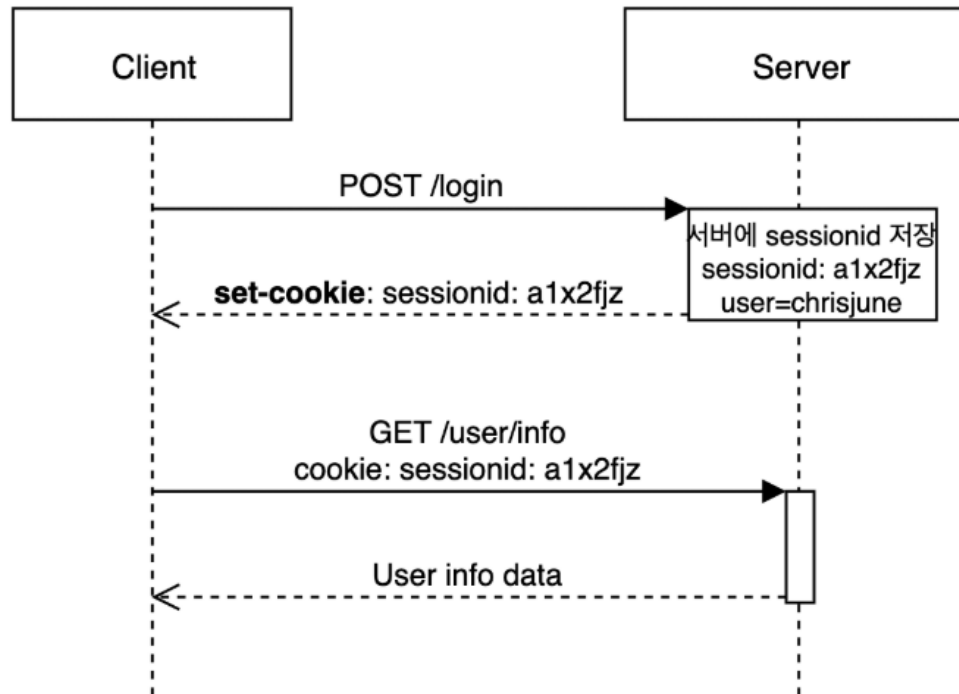 Client
Server
POST /login
서버에 sessionid 저장
sessionid: a1x2fjz
user=chrisjune
set-cookie: sessionid: a1x2fjz
GET /user/info
cookie: sessionid: a1x2fjz
User info data